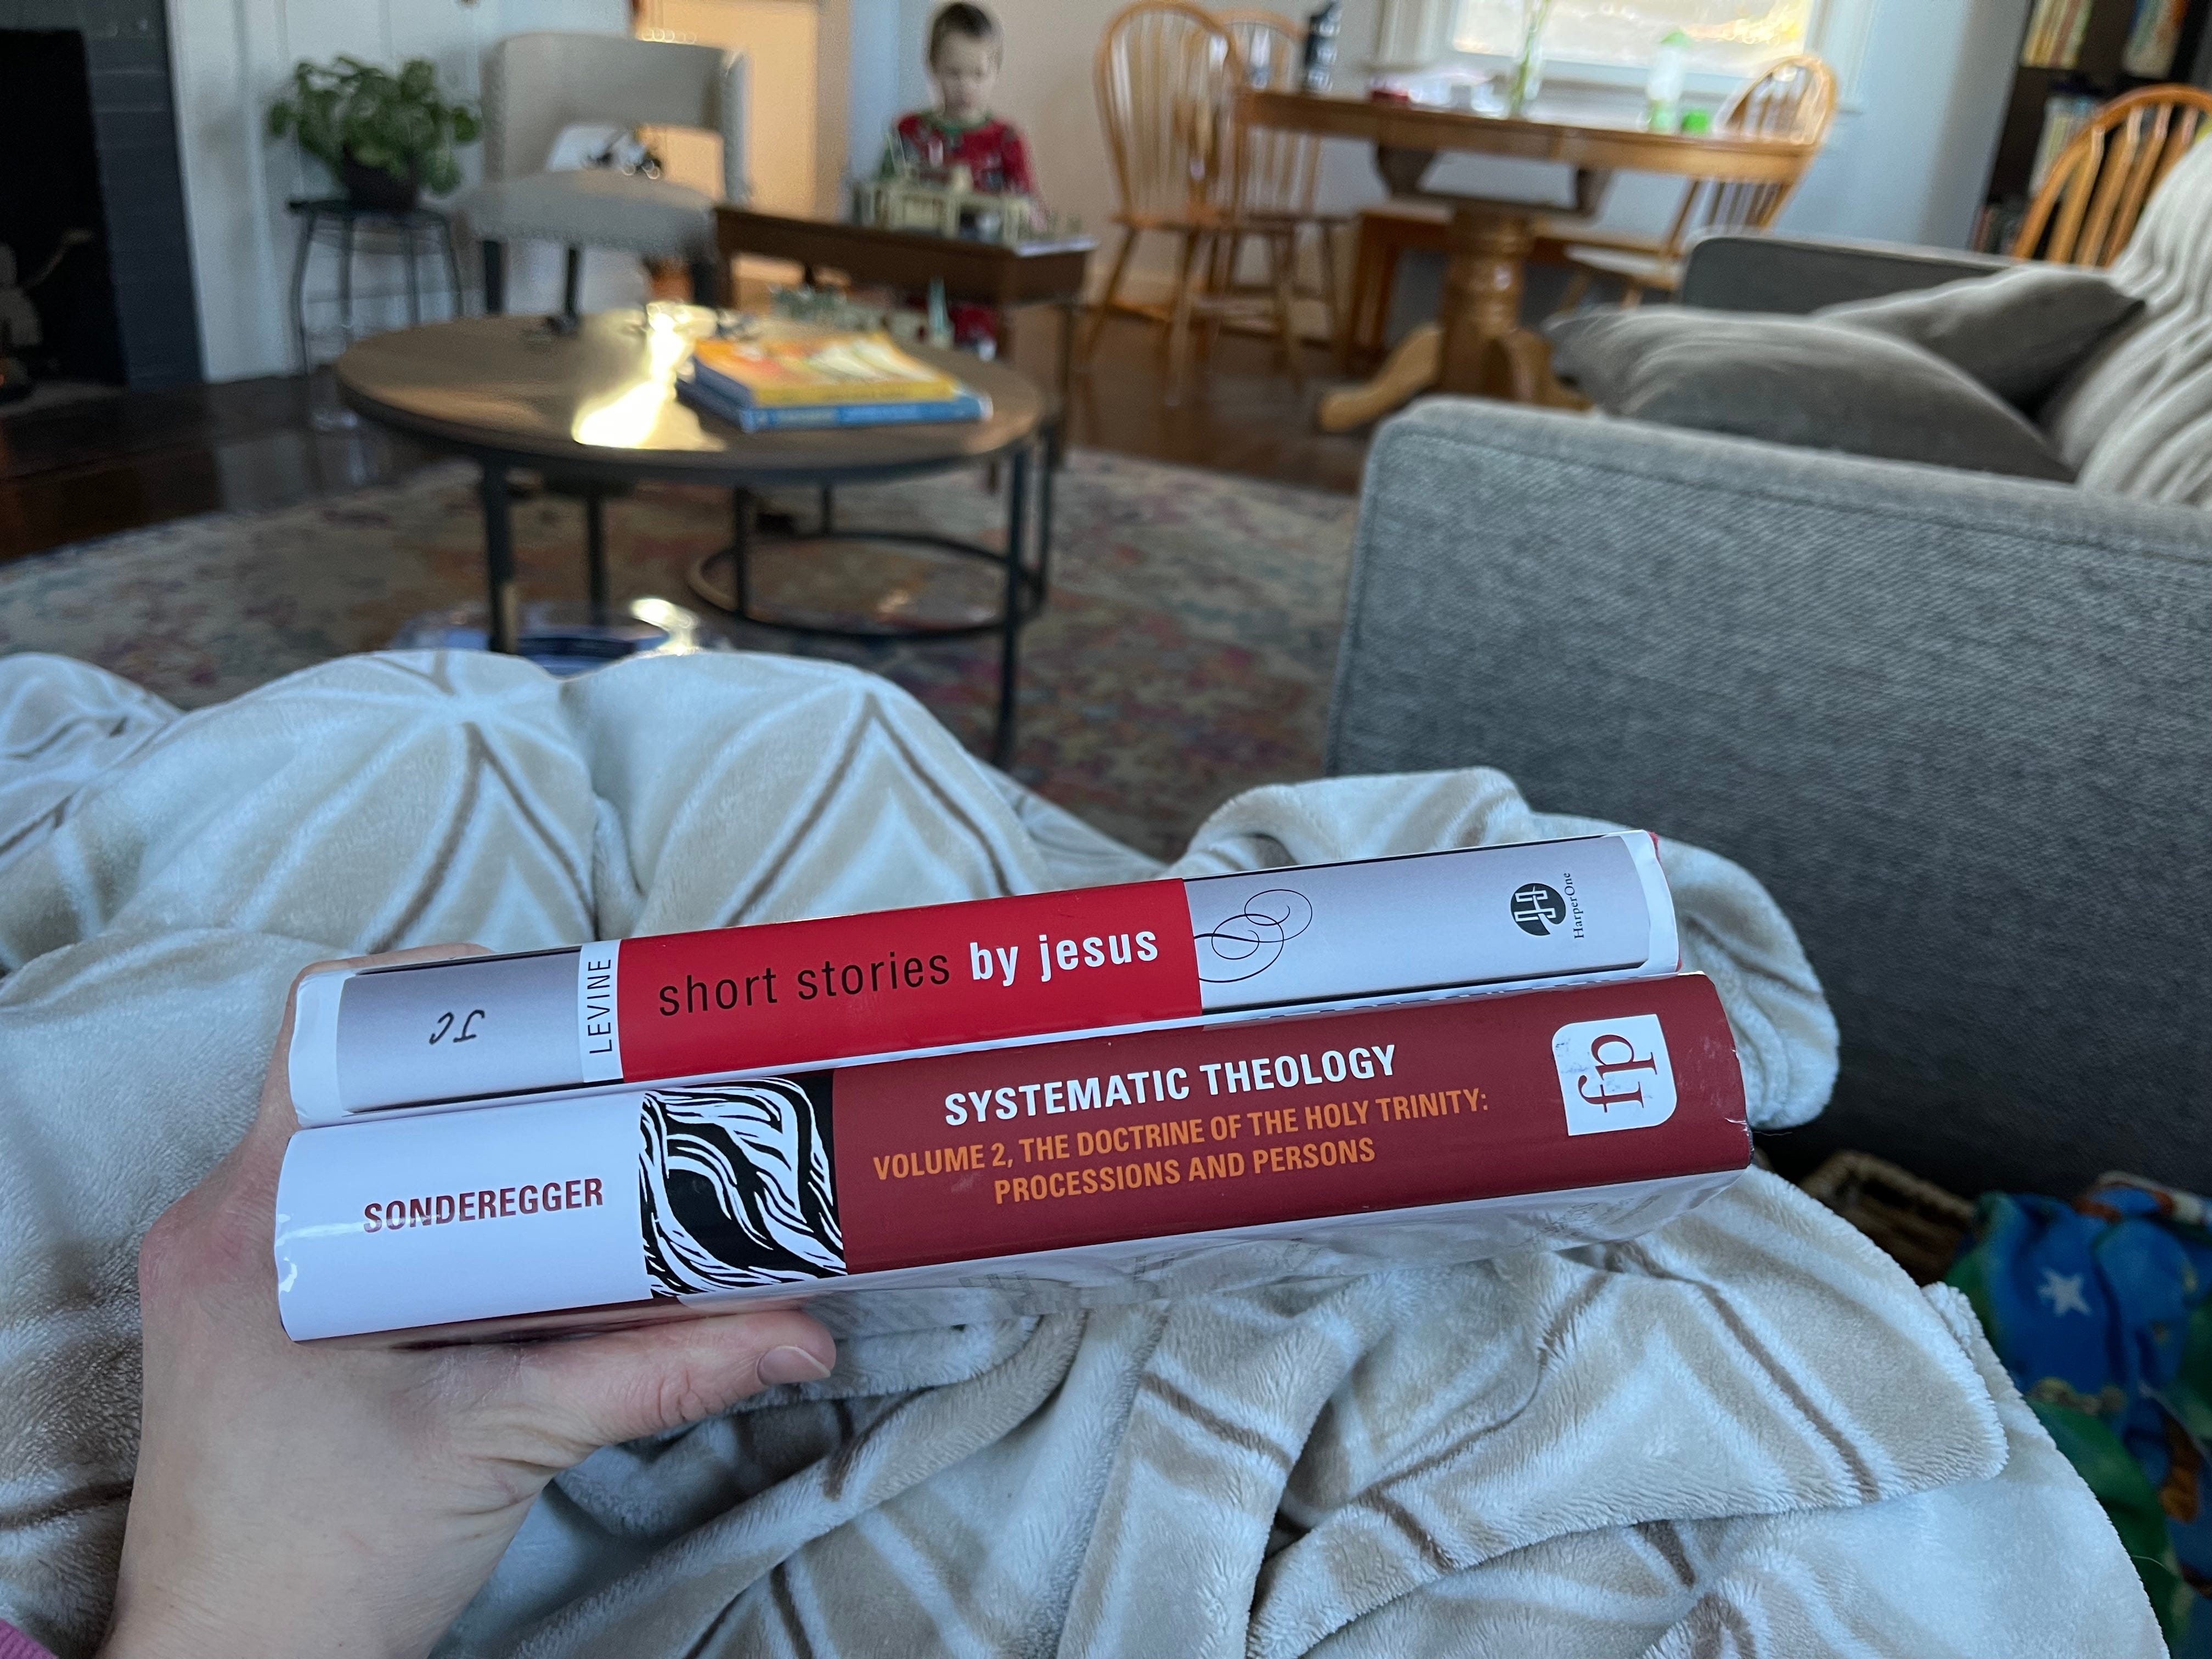 JC
LEVINE
short stories by jesus
HarperOne
SONDEREGGER
SYSTEMATIC THEOLOGY
VOLUME 2, THE DOCTRINE OF THE HOLY TRINITY:
PROCESSIONS AND PERSONS
fp